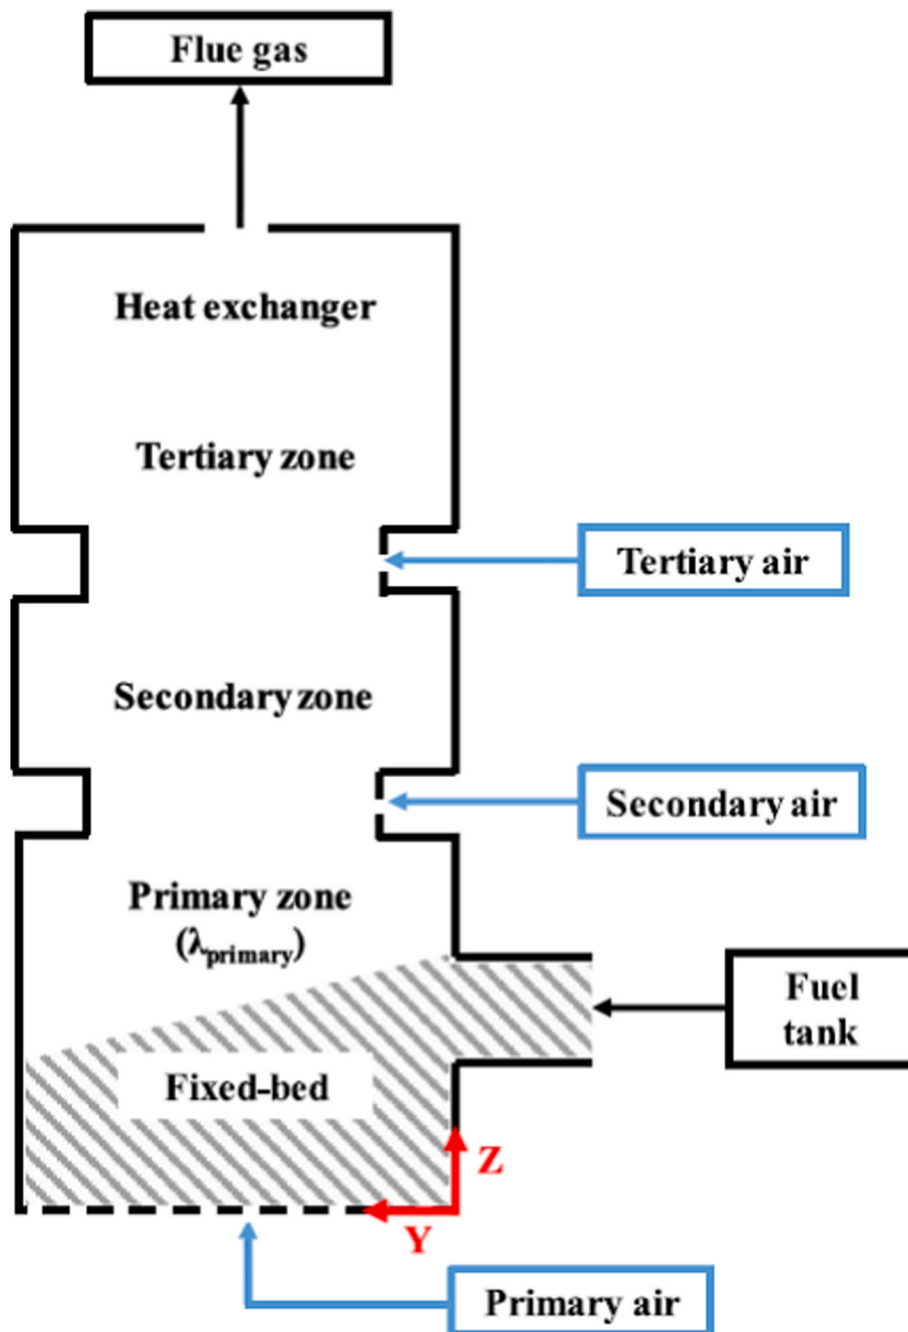 Flue gas
Heat exchanger
Tertiary zone
Tertiary air
Secondary zone
Secondary air
Primary zone
(λprimary)
Fuel
tank
Fixed-bed
Z
Y
Primary air